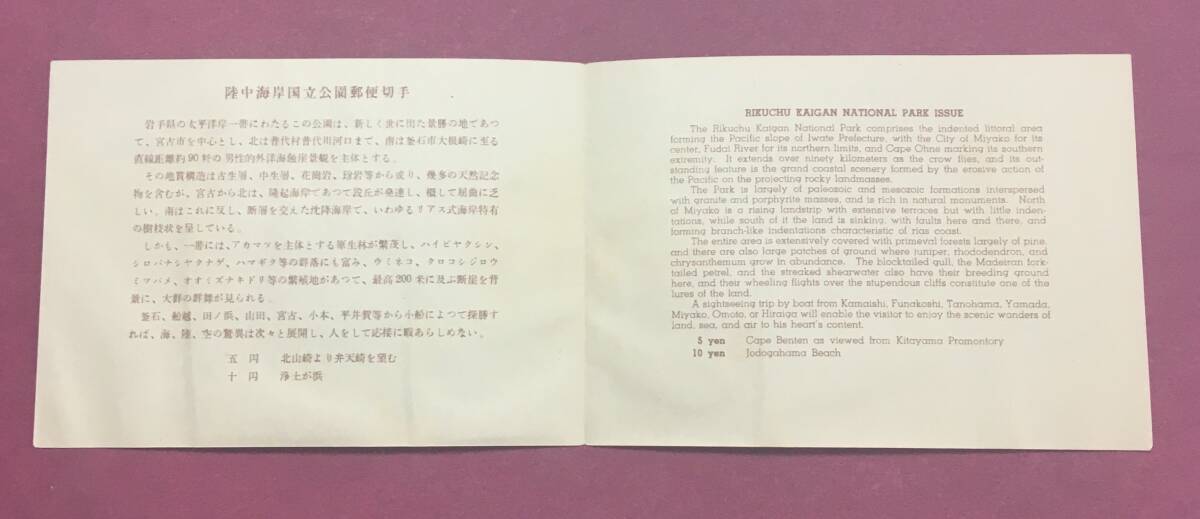 陸中海岸国立公園郵便切手
岩手県の太平洋岸一帯にわたるこの公園は、新しく世に出た景勝の地であつ
て、宮古市を中心とし、北は普代村普代川河口まで、南は釜石市大根崎に至る
直線距離約90粁の男性的外洋海蝕崖景観を主体とする。
その地質構造は古生層、中生層、花崗岩、玢岩等から成り、幾多の天然記念
物を含むが、宮古から北は、隆起海岸であつて段丘が発達し、概して屈曲に乏
しい。南はこれに反し、断層を交えた沈降海岸で、いわゆるリアス式海岸特有
の樹枝状を呈している。
しかも、一帯には、アカマツを主体とする原生林が繁茂し、ハイビヤクシン、
シロバナシヤクナゲ、ハマギク等の群落にも富み、ウミネコ、クロコシジロウ
ミツバメ、オオミズナキドリ等の繁殖地があつて、最高200米に及ぶ断崖を背
景に、大群の群舞が見られる。
釜石、船越、田ノ浜、山田、宮古、小本、平井賀等から小船によつて探勝す
れば、海、陸、空の驚異は次々と展開し、人をして応接に暇あらしめない。
五円 北山崎より弁天崎を望む
十円 浄土が浜
RIKUCHU KAIGAN NATIONAL PARK ISSUE
The Rikuchu Kaigan National Park comprises the indented littoral area
forming the Pacific slope of Iwate Prefecture, with the City of Miyako for its
center, Fudai River for its northern limits, and Cape Ohne marking its southern
extremity. It extends over ninety kilometers as the crow flies, and its out-
standing feature is the grand coastal scenery formed by the erosive action of
the Pacific on the projecting rocky landmasses.
The Park is largely of paleozoic and mesozoic formations interspersed
with granite and porphyrite masses, and is rich in natural monuments. North
of Miyako is a rising landstrip with extensive terraces but with little inden-
tations, while south of it the land is sinking, with faults here and there, and
forming branch-like indentations characteristic of rias coast.
The entire area is extensively covered with primeval forests largely of pine,
and there are also large patches of ground where juniper, rhododendron, and
chrysanthemum grow in abundance. The blocktailed gull, the Madeiran fork-
tailed petrel, and the streaked shearwater also have their breeding ground
here, and their wheeling flights over the stupendous cliffs constitute one of the
lures of the land.
A sightseeing trip by boat from Kamaishi, Funakoshi, Tanohama, Yamada,
Miyako, Omoto, or Hiraiga will enable the visitor to enjoy the scenic wonders of
land, sea, and air to his heart's content.
5 yen Cape Benten as viewed from Kitayama Promontory
10 yen Jodogahama Beach